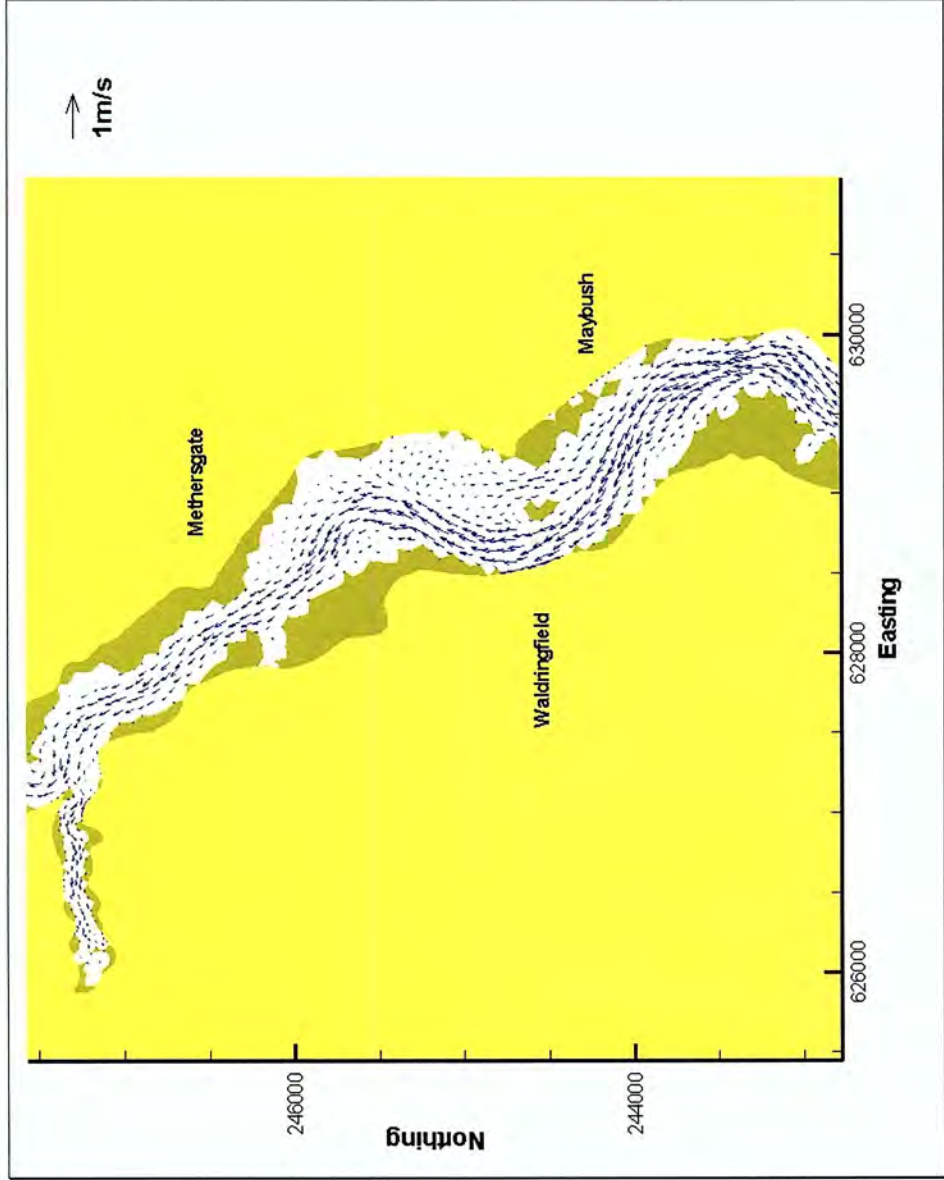 1m/s
Methersgate
Maybush
Waldringfield
Northing
246000
244000
Easting
626000
628000
630000